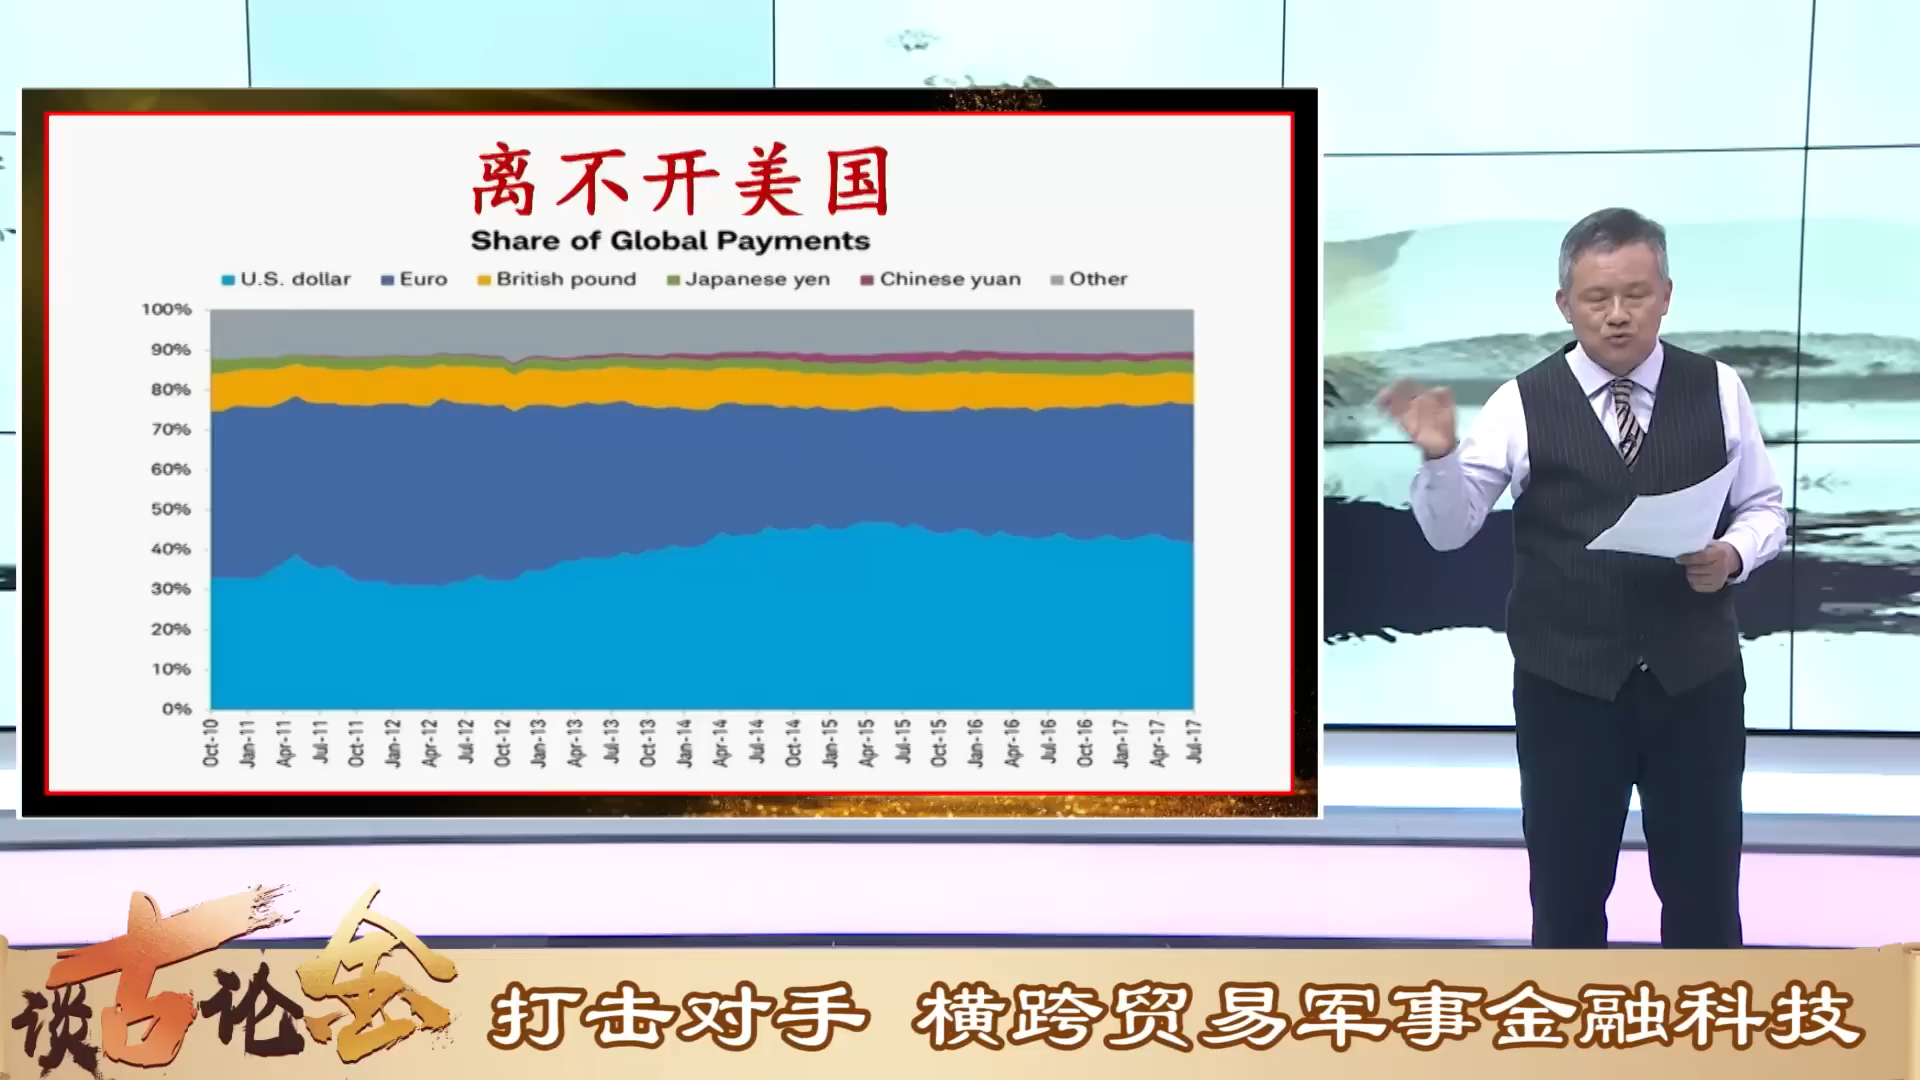 离不开美国
Share of Global Payments
U.S. dollar Euro British pound Japanese yen Chinese yuan Other
100%
90%
80%
70%
60%
50%
40%
30%
20%
10%
0%
Oct-10 Jan-11 Apr-11 Jul-11 Oct-11 Jan-12 Apr-12 Jul-12 Oct-12 Jan-13 Apr-13 Jul-13 Oct-13 Jan-14 Apr-14 Jul-14 Oct-14 Jan-15 Apr-15 Jul-15 Oct-15 Jan-16 Apr-16 Jul-16 Oct-16 Jan-17 Apr-17 Jul-17
谈古论金
打击对手 横跨贸易军事金融科技